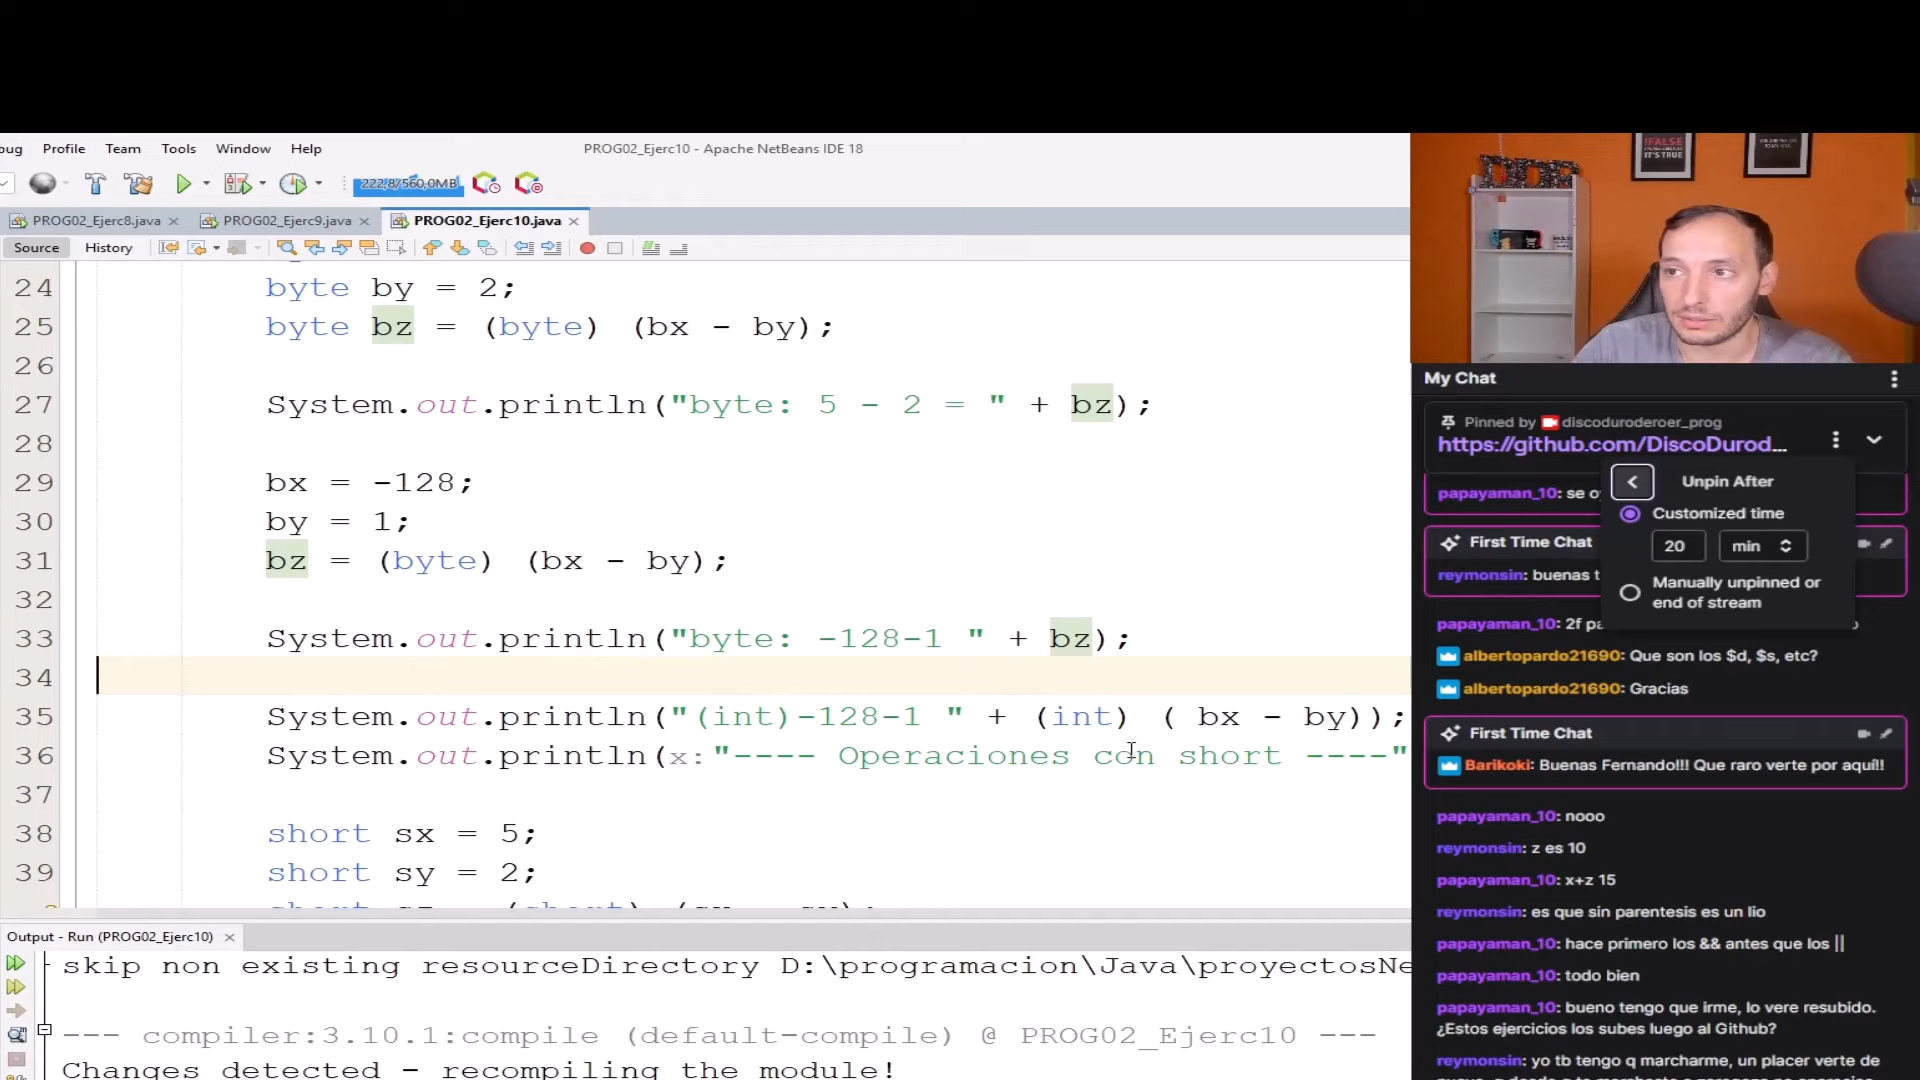 bug Profile Team Tools Window Help
PROG02_Ejerc10 - Apache NetBeans IDE 18
222,8/560,0MB
PROG02_Ejerc8.java PROG02_Ejerc9.java PROG02_Ejerc10.java
Source History
24 byte by = 2;
25 byte bz = (byte) (bx - by);
26
27 System.out.println("byte: 5 - 2 = " + bz);
28
29 bx = -128;
30 by = 1;
31 bz = (byte) (bx - by);
32
33 System.out.println("byte: -128-1 " + bz);
34
35 System.out.println("(int)-128-1 " + (int) ( bx - by));
36 System.out.println(x:"---- Operaciones con short ----"
37
38 short sx = 5;
39 short sy = 2;
Output - Run (PROG02_Ejerc10)
skip non existing resourceDirectory D:\programacion\Java\proyectosNe
--- compiler:3.10.1:compile (default-compile) @ PROG02_Ejerc10 ---
Changes detected - recompiling the module!
!FALSE
IT'S TRUE
My Chat
Pinned by discoduroderoer_prog
https://github.com/DiscoDurod...
Unpin After
Customized time
20 min
Manually unpinned or
end of stream
papayaman_10: se oy
First Time Chat
reymonsin: buenas t
papayaman_10: 2f pa
albertopardo21690: Que son los $d, $s, etc?
albertopardo21690: Gracias
First Time Chat
Barikoki: Buenas Fernando!!! Que raro verte por aquí!!
papayaman_10: nooo
reymonsin: z es 10
papayaman_10: x+z 15
reymonsin: es que sin parentesis es un lio
papayaman_10: hace primero los && antes que los ||
papayaman_10: todo bien
papayaman_10: bueno tengo que irme, lo vere resubido.
¿Estos ejercicios los subes luego al Github?
reymonsin: yo tb tengo q marcharme, un placer verte de